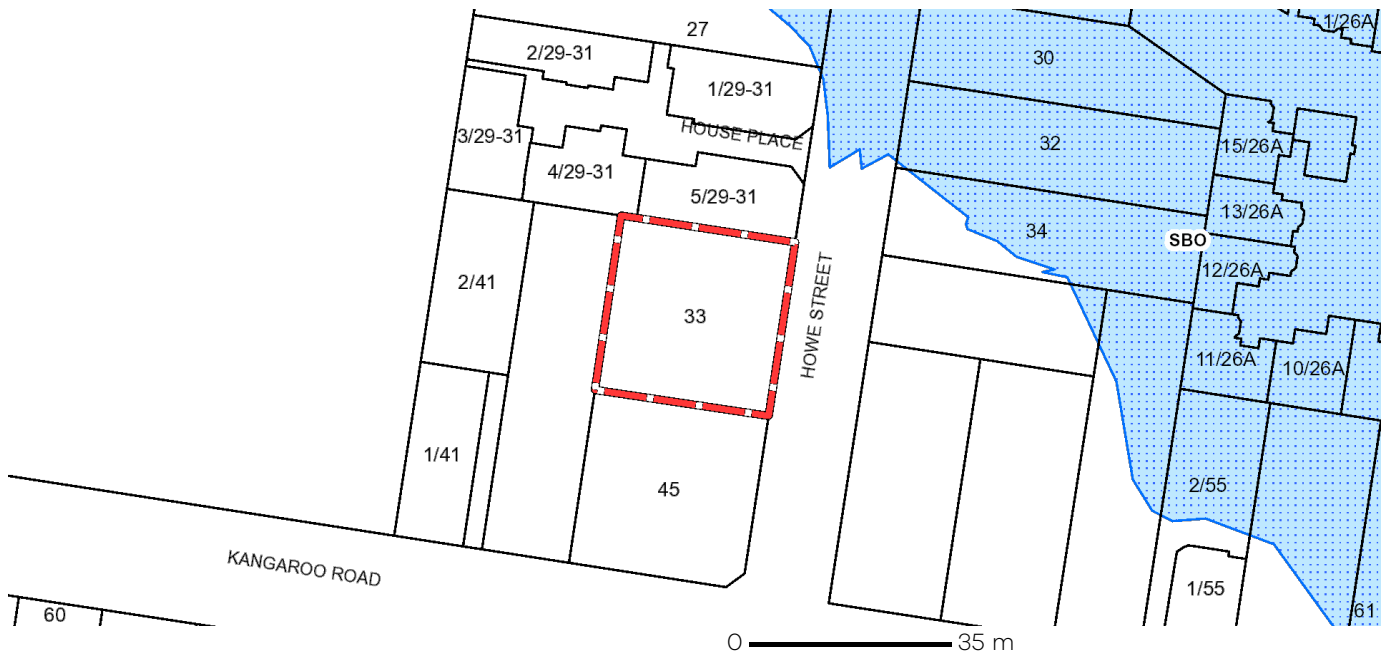 1/26A
27
2/29-31
30
1/29-31
HOUSE PLACE
3/29-31
32
15/26A
4/29-31
5/29-31
13/26A
34
SBO
12/26A
2/41
33
HOWE STREET
11/26A
10/26A
1/41
45
2/55
KANGAROO ROAD
1/55
60
61
0 35 m